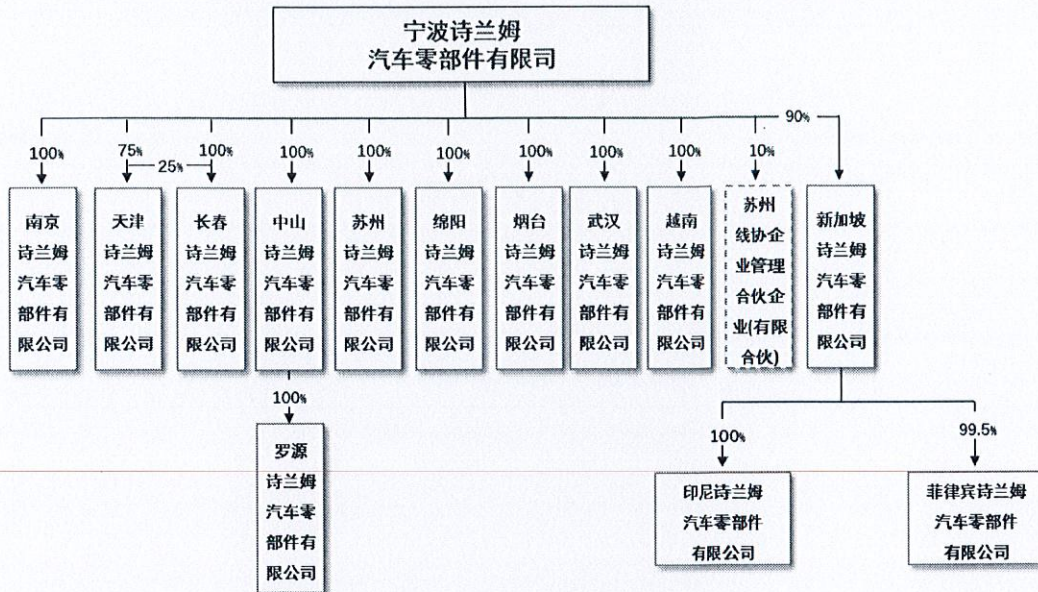 宁波诗兰姆
汽车零部件有限公司
90%
100%
75%
25%
100%
100%
100%
100%
100%
100%
100%
10%
南京
诗兰姆
汽车零
部件有
限公司
天津
诗兰姆
汽车零
部件有
限公司
长春
诗兰姆
汽车零
部件有
限公司
中山
诗兰姆
汽车零
部件有
限公司
苏州
诗兰姆
汽车零
部件有
限公司
绵阳
诗兰姆
汽车零
部件有
限公司
烟台
诗兰姆
汽车零
部件有
限公司
武汉
诗兰姆
汽车零
部件有
限公司
越南
诗兰姆
汽车零
部件有
限公司
苏州
线协企
业管理
合伙企
业(有限
合伙)
新加坡
诗兰姆
汽车零
部件有
限公司
100%
罗源
诗兰姆
汽车零
部件有
限公司
100%
印尼诗兰姆
汽车零部件
有限公司
99.5%
菲律宾诗兰姆
汽车零部件
有限公司